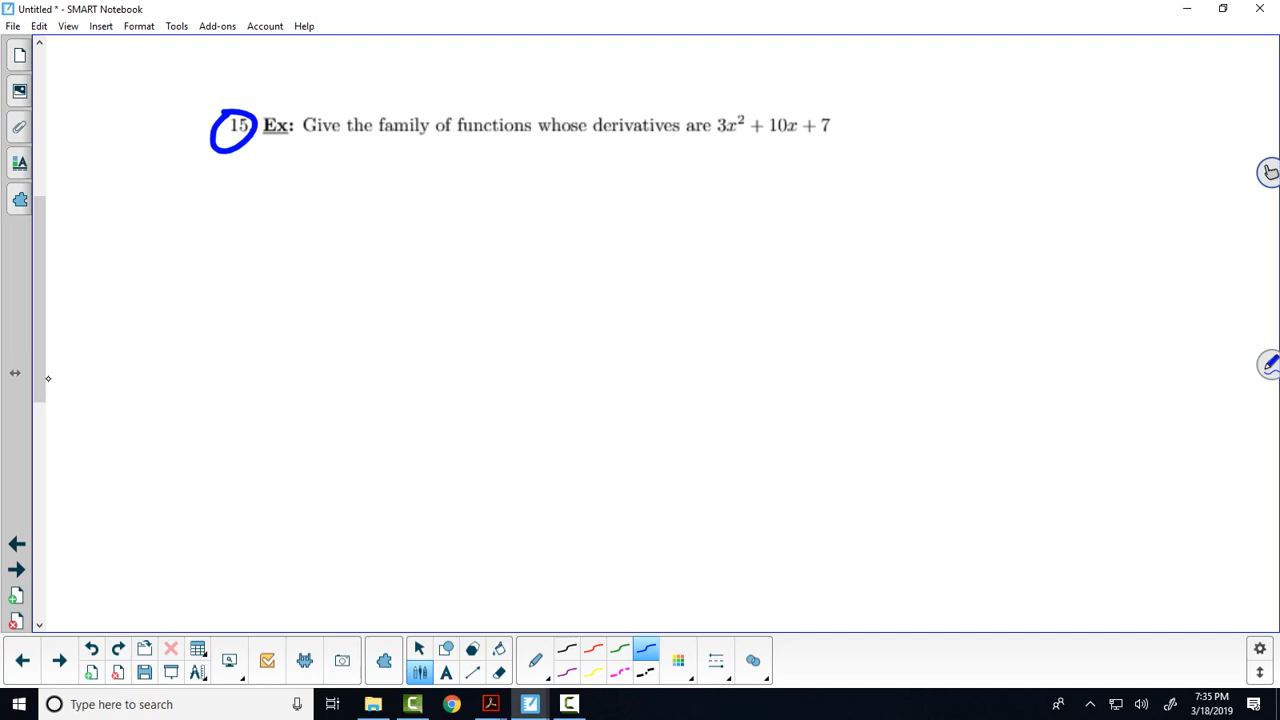 Untitled * - SMART Notebook
File Edit View Insert Format Tools Add-ons Account Help
15. Ex: Give the family of functions whose derivatives are 3x² + 10x + 7
Type here to search
7:35 PM
3/18/2019